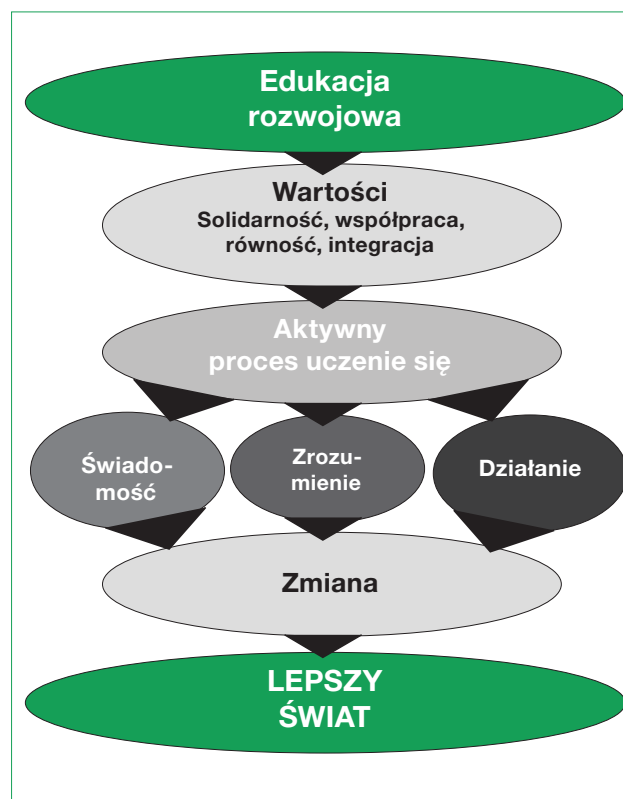 Edukacja
rozwojowa
Wartości
Solidarność, współpraca,
równość, integracja
Aktywny
proces uczenie się
Świado-
mość
Zrozu-
mienie
Działanie
Zmiana
LEPSZY
ŚWIAT